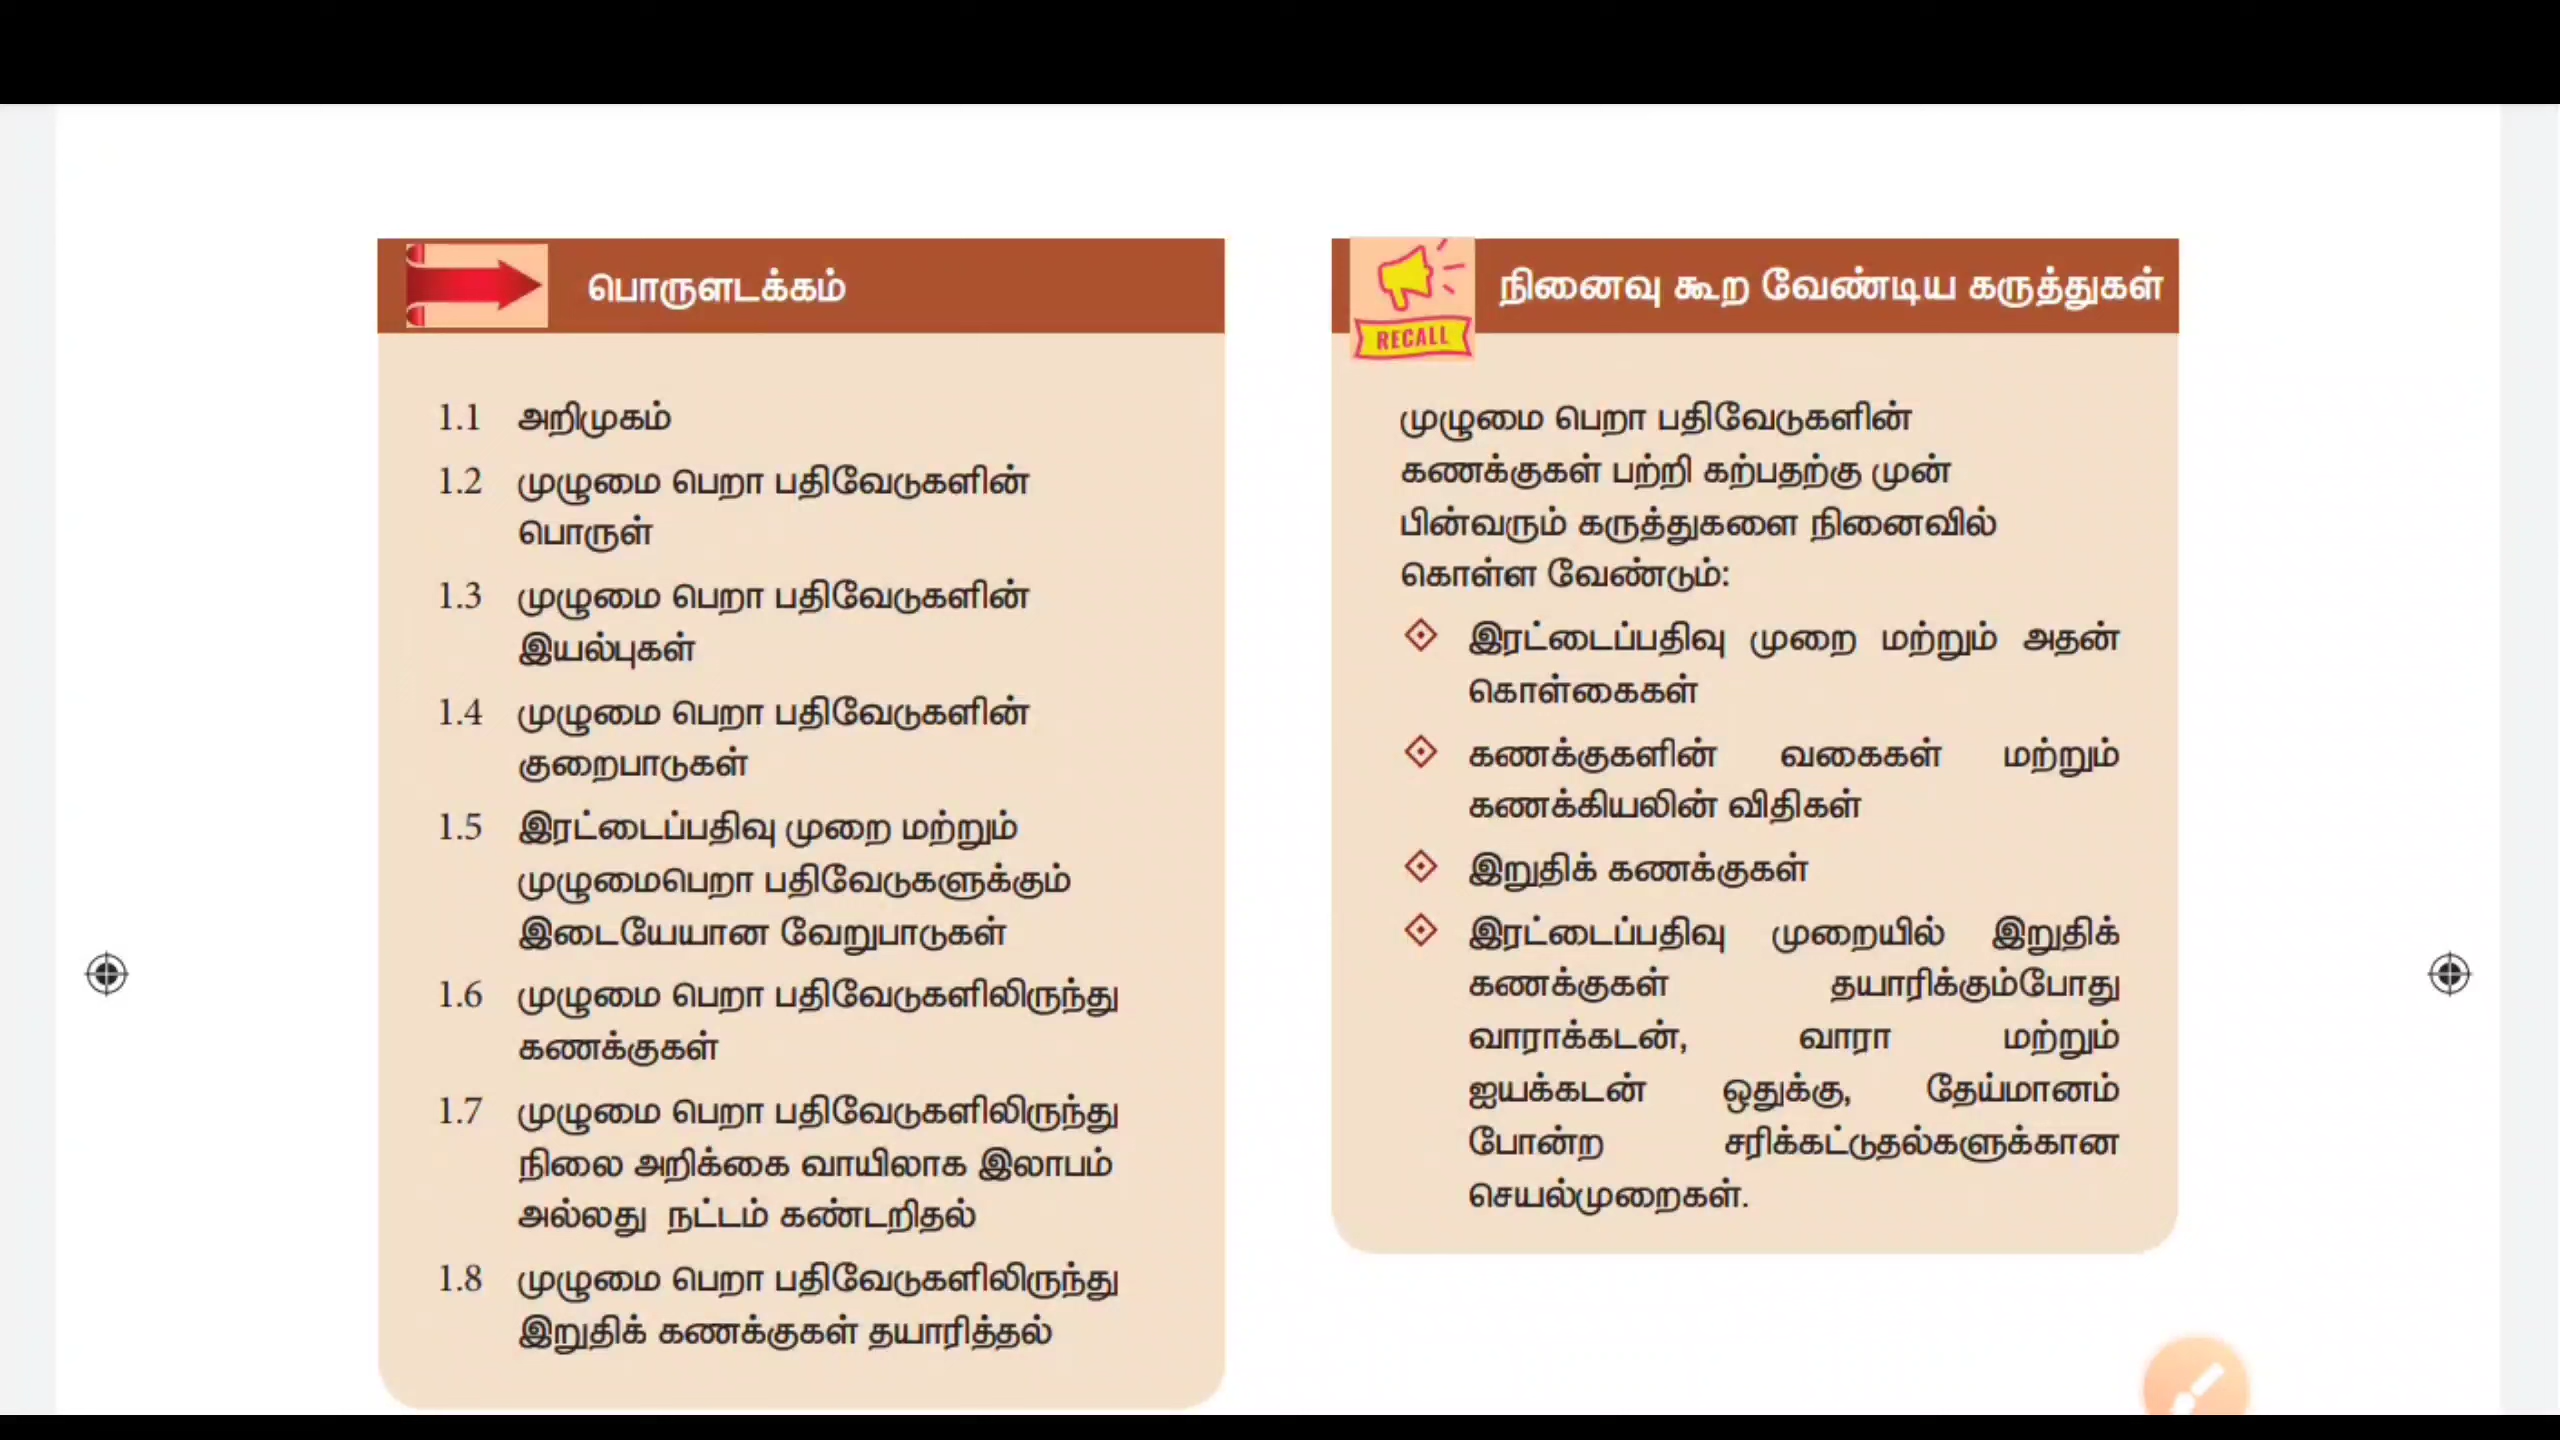 பொருளடக்கம்
1.1 அறிமுகம்
1.2 முழுமை பெறா பதிவேடுகளின்
பொருள்
1.3 முழுமை பெறா பதிவேடுகளின்
இயல்புகள்
1.4 முழுமை பெறா பதிவேடுகளின்
குறைபாடுகள்
1.5 இரட்டைப்பதிவு முறை மற்றும்
முழுமைபெறா பதிவேடுகளுக்கும்
இடையேயான வேறுபாடுகள்
1.6 முழுமை பெறா பதிவேடுகளிலிருந்து
கணக்குகள்
1.7 முழுமை பெறா பதிவேடுகளிலிருந்து
நிலை அறிக்கை வாயிலாக இலாபம்
அல்லது நட்டம் கண்டறிதல்
1.8 முழுமை பெறா பதிவேடுகளிலிருந்து
இறுதிக் கணக்குகள் தயாரித்தல்
நினைவு கூற வேண்டிய கருத்துகள்
RECALL
முழுமை பெறா பதிவேடுகளின்
கணக்குகள் பற்றி கற்பதற்கு முன்
பின்வரும் கருத்துகளை நினைவில்
கொள்ள வேண்டும்:
இரட்டைப்பதிவு முறை மற்றும் அதன்
கொள்கைகள்
கணக்குகளின் வகைகள் மற்றும்
கணக்கியலின் விதிகள்
இறுதிக் கணக்குகள்
இரட்டைப்பதிவு முறையில் இறுதிக்
கணக்குகள் தயாரிக்கும்போது
வாராக்கடன், வாரா மற்றும்
ஐயக்கடன் ஒதுக்கு, தேய்மானம்
போன்ற சரிக்கட்டுதல்களுக்கான
செயல்முறைகள்.